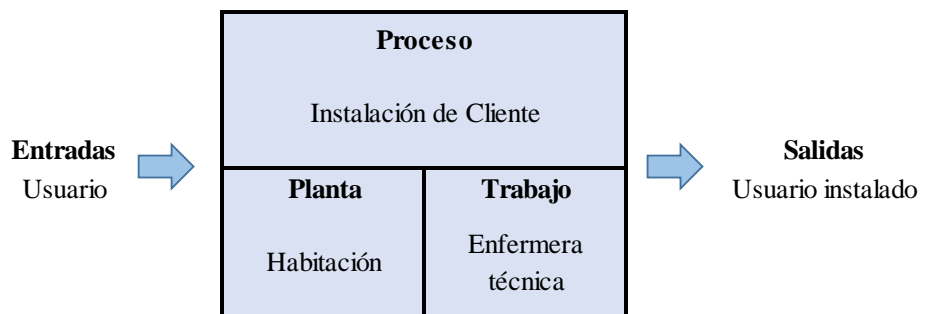 Proceso
Instalación de Cliente
Entradas
Usuario
Salidas
Usuario instalado
Planta
Habitación
Trabajo
Enfermera
técnica